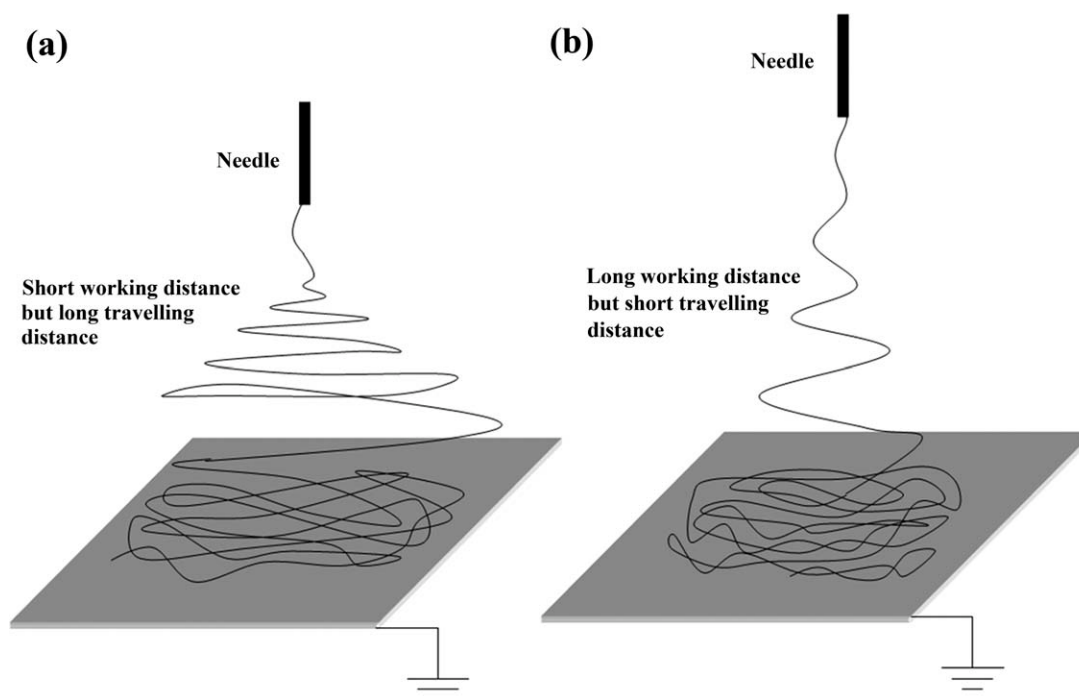 (a)
Needle
Short working distance
but long travelling
distance
(b)
Needle
Long working distance
but short travelling
distance